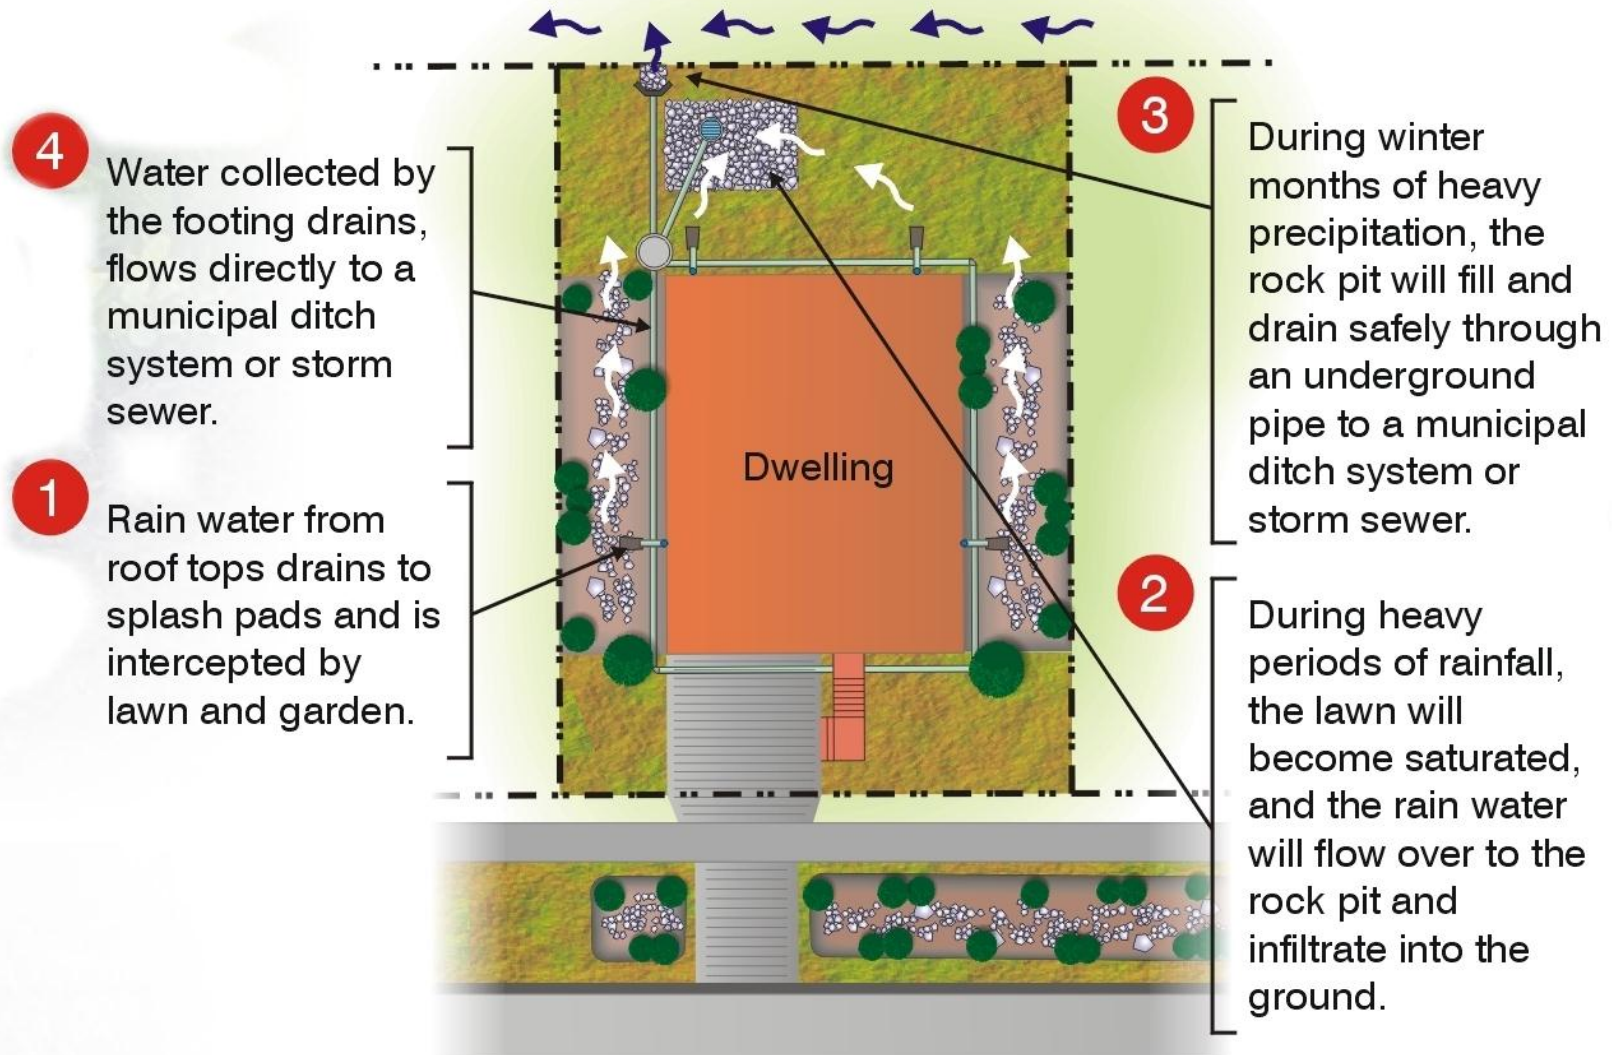 4
Water collected by
the footing drains,
flows directly to a
municipal ditch
system or storm
sewer.
1
Rain water from
roof tops drains to
splash pads and is
intercepted by
lawn and garden.
Dwelling
3
During winter
months of heavy
precipitation, the
rock pit will fill and
drain safely through
an underground
pipe to a municipal
ditch system or
storm sewer.
2
During heavy
periods of rainfall,
the lawn will
become saturated,
and the rain water
will flow over to the
rock pit and
infiltrate into the
ground.